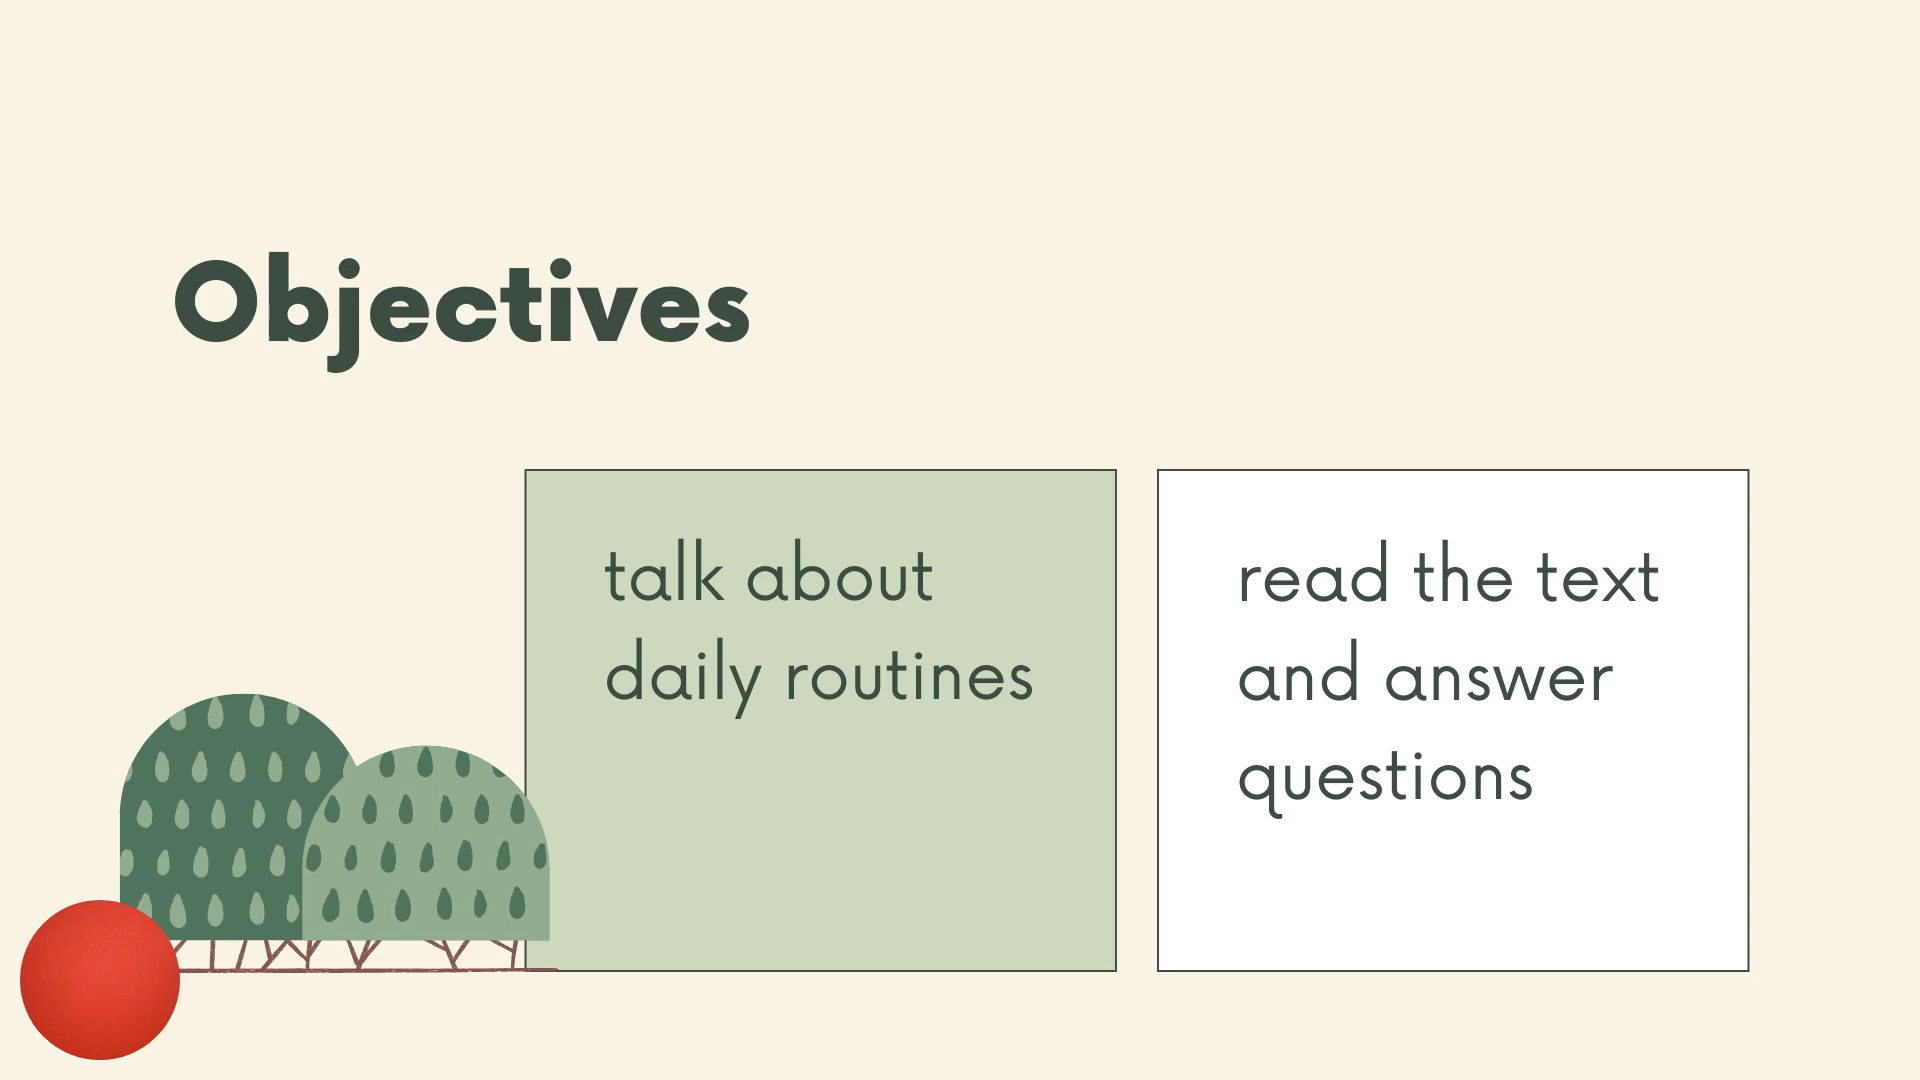 Objectives
talk about
daily routines
read the text
and answer
questions